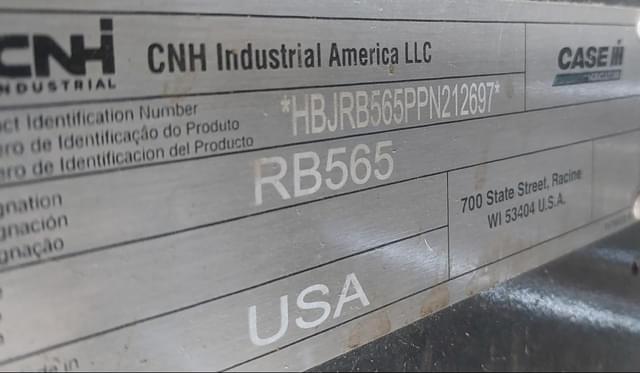 CNH INDUSTRIAL CNH Industrial America LLC CASE IH
Identification Number *HBJRB565PPN212697*
de Identificação do Produto
de Identificacion del Producto
RB565
700 State Street, Racine
WI 53404 U.S.A.
USA
in